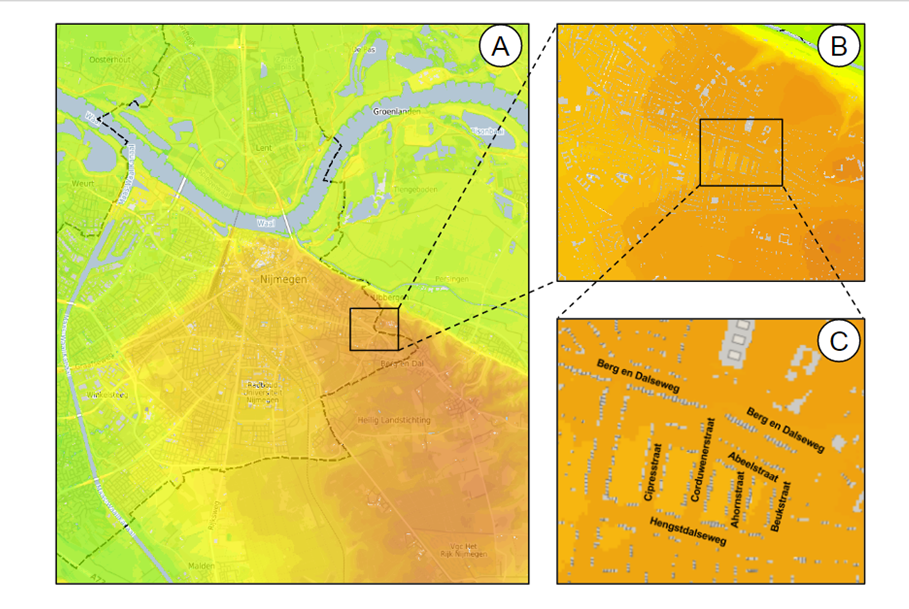 A
Oosterhout
Groenlanden
Lent
Weurt
Waal
Nijmegen
Ubbergen
Berg en Dal
Radboud
Universiteit
Nijmegen
Heilig Landstichting
Malden
A73
B
C
Berg en Dalseweg
Berg en Dalseweg
Cipresstraat
Corduwenerstraat
Abeelstraat
Ahornstraat
Beukstraat
Hengstdalseweg